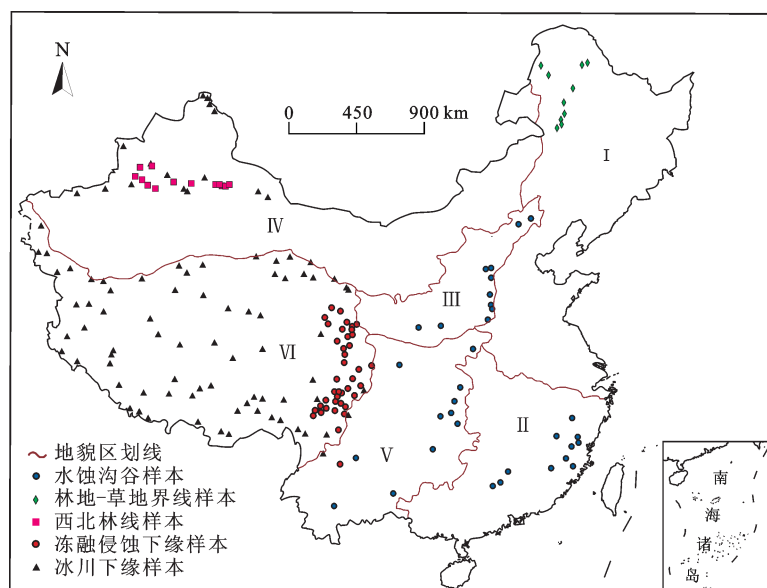 N
0 450 900 km
I
IV
III
VI
II
V
地貌区划线
水蚀沟谷样本
林地-草地界线样本
西北林线样本
冻融侵蚀下缘样本
冰川下缘样本
南
海
诸
岛